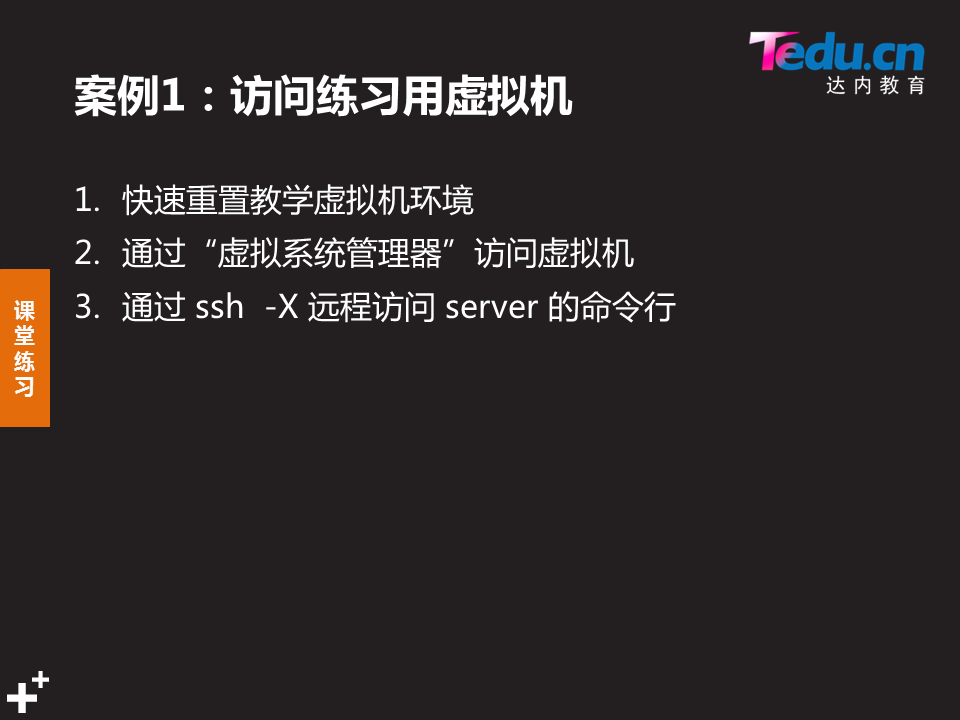 Tedu.cn
达内教育
案例1：访问练习用虚拟机
1. 快速重置教学虚拟机环境
2. 通过“虚拟系统管理器”访问虚拟机
3. 通过 ssh -X 远程访问 server 的命令行
课堂练习